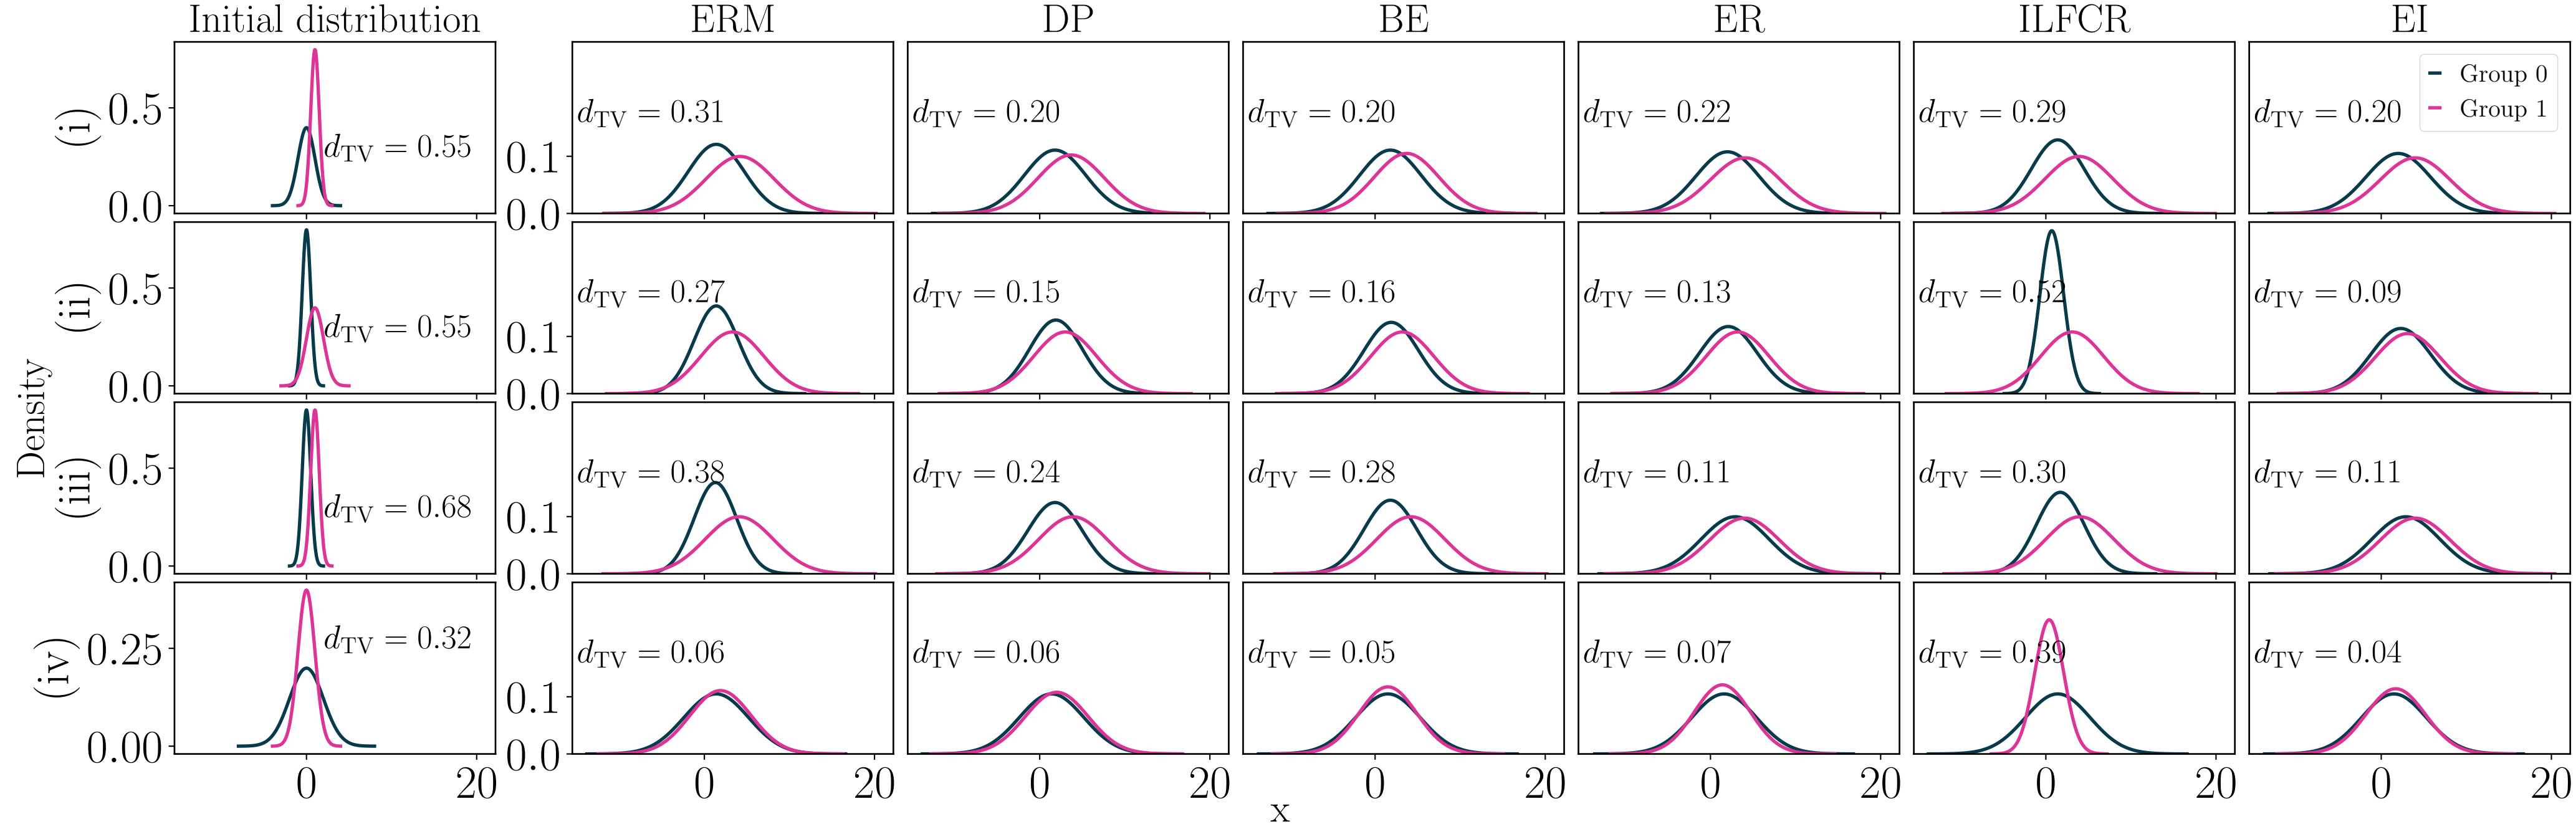 Initial distribution ERM DP BE ER ILFCR EI
Density
(i)
0.5
0.0
d_TV = 0.55
0.1
0.0
d_TV = 0.31
d_TV = 0.20
d_TV = 0.20
d_TV = 0.22
d_TV = 0.29
d_TV = 0.20
Group 0
Group 1
(ii)
0.5
0.0
d_TV = 0.55
0.0
0.1
0.0
d_TV = 0.27
d_TV = 0.15
d_TV = 0.16
d_TV = 0.13
d_TV = 0.52
d_TV = 0.09
(iii)
0.5
0.0
d_TV = 0.68
0.0
0.1
0.0
d_TV = 0.38
d_TV = 0.24
d_TV = 0.28
d_TV = 0.11
d_TV = 0.30
d_TV = 0.11
(iv)
0.25
0.00
d_TV = 0.32
0.0
0.1
0.0
d_TV = 0.06
d_TV = 0.06
d_TV = 0.05
d_TV = 0.07
d_TV = 0.39
d_TV = 0.04
0 20 0 20 0 20 0 20 0 20 0 20 0 20
x